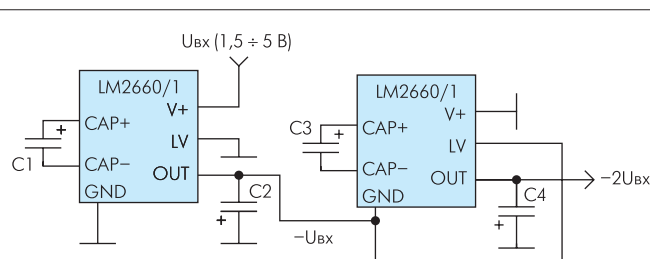 Uвх (1,5 ÷ 5 В)
LM2660/1
V+
CAP+
LV
C1
CAP–
OUT
GND
C2
–Uвх
LM2660/1
V+
C3
CAP+
LV
CAP–
OUT
GND
C4
–2Uвх